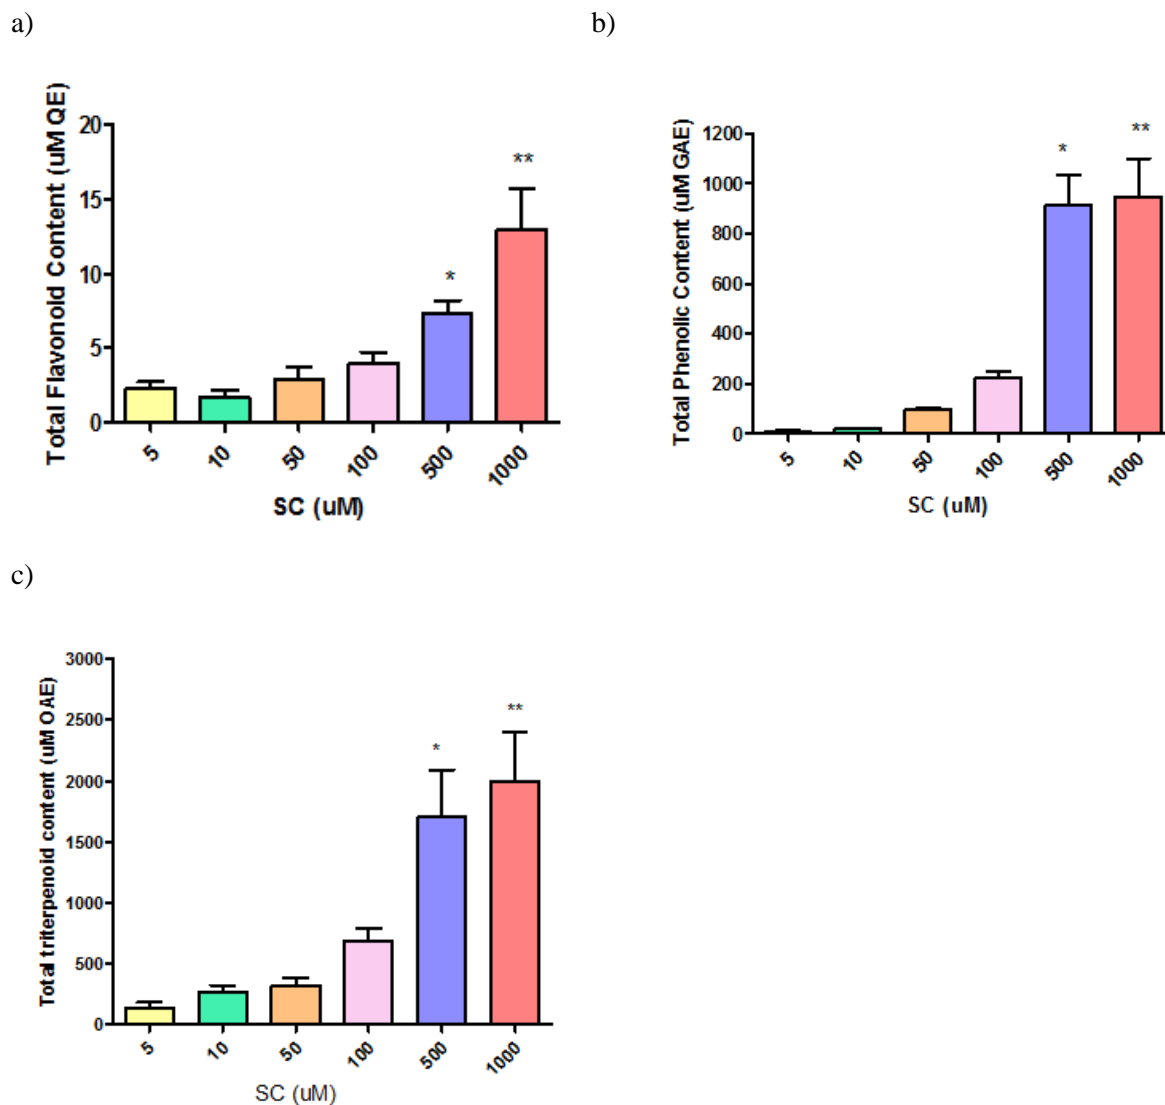 a)
Total Flavonoid Content (uM QE)
20
15
10
5
0
*
**
5 10 50 100 500 1000
SC (uM)
b)
Total Phenolic Content (uM GAE)
1200
1000
800
600
400
200
0
*
**
5 10 50 100 500 1000
SC (uM)
c)
Total triterpenoid content (uM OAE)
3000
2500
2000
1500
1000
500
0
*
**
5 10 50 100 500 1000
SC (uM)